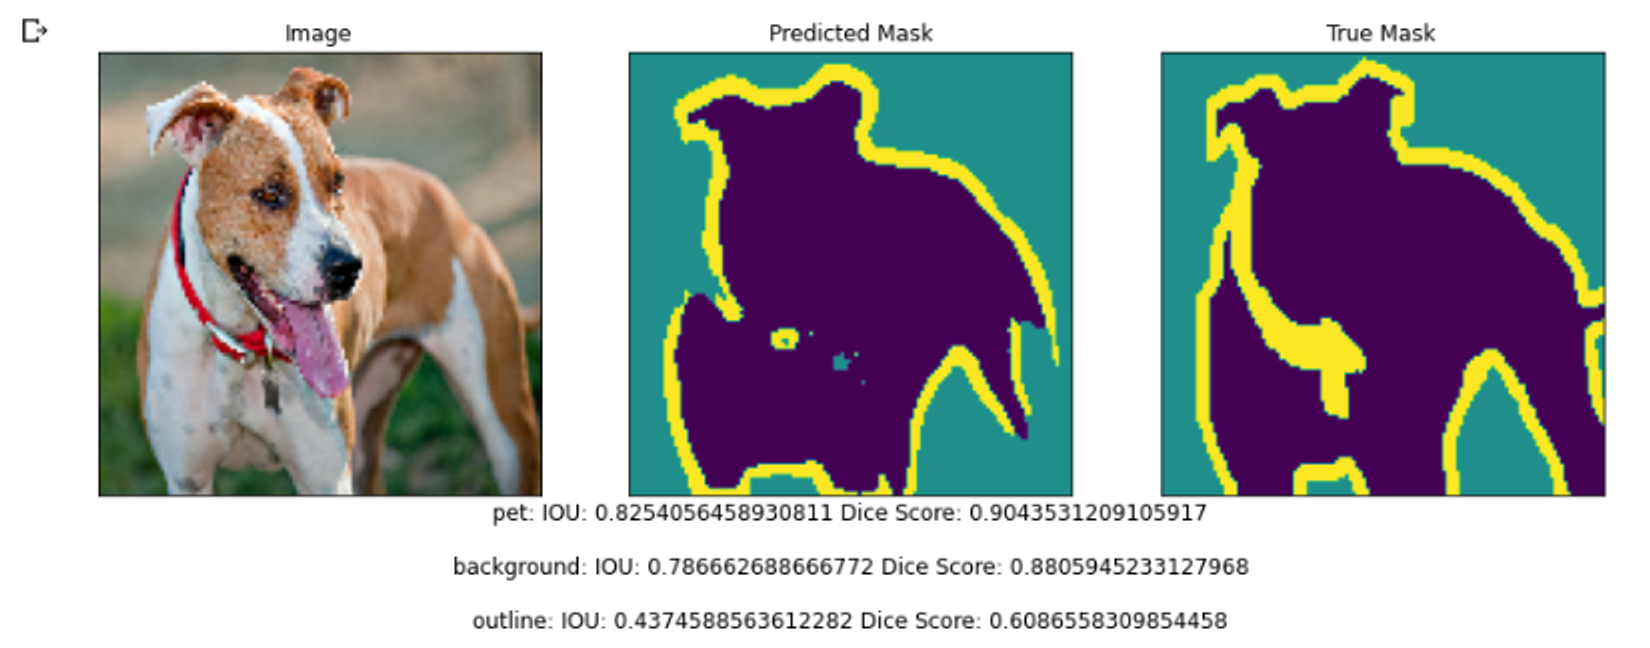 Image Predicted Mask True Mask
pet: IOU: 0.8254056458930811 Dice Score: 0.9043531209105917
background: IOU: 0.786662688666772 Dice Score: 0.8805945233127968
outline: IOU: 0.4374588563612282 Dice Score: 0.6086558309854458